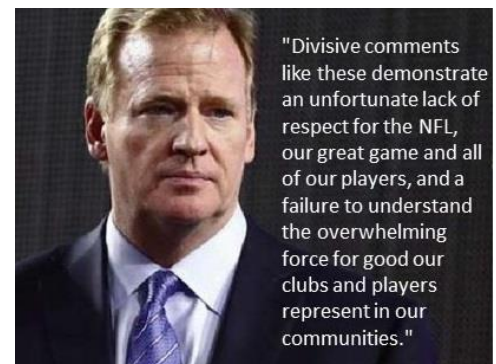 "Divisive comments
like these demonstrate
an unfortunate lack of
respect for the NFL,
our great game and all
of our players, and a
failure to understand
the overwhelming
force for good our
clubs and players
represent in our
communities."